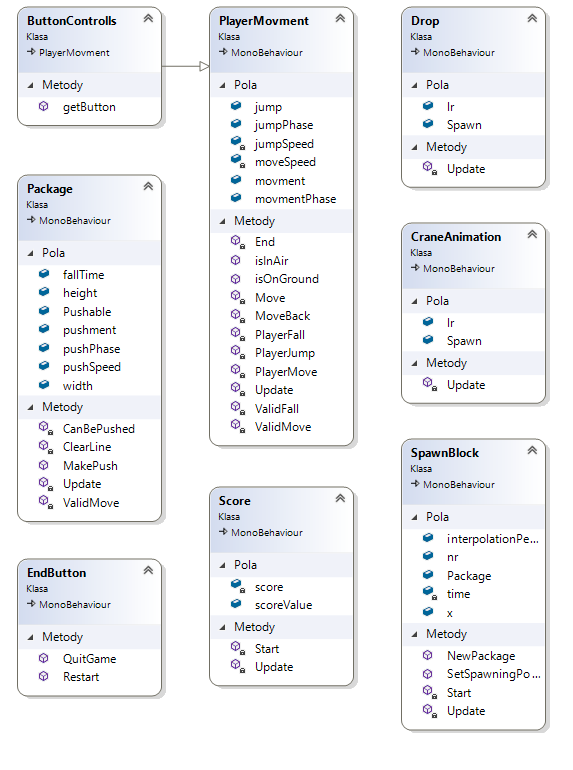 ButtonControlls
Klasa
PlayerMovment
Metody
getButton
PlayerMovment
Klasa
MonoBehaviour
Pola
jump
jumpPhase
jumpSpeed
moveSpeed
movment
movmentPhase
Metody
End
isInAir
isOnGround
Move
MoveBack
PlayerFall
PlayerJump
PlayerMove
Update
ValidFall
ValidMove
Drop
Klasa
MonoBehaviour
Pola
lr
Spawn
Metody
Update
Package
Klasa
MonoBehaviour
Pola
fallTime
height
Pushable
pushment
pushPhase
pushSpeed
width
Metody
CanBePushed
ClearLine
MakePush
Update
ValidMove
CraneAnimation
Klasa
MonoBehaviour
Pola
lr
Spawn
Metody
Update
SpawnBlock
Klasa
MonoBehaviour
Pola
interpolationPe...
nr
Package
time
x
Metody
NewPackage
SetSpawningPo...
Start
Update
Score
Klasa
MonoBehaviour
Pola
score
scoreValue
Metody
Start
Update
EndButton
Klasa
MonoBehaviour
Metody
QuitGame
Restart